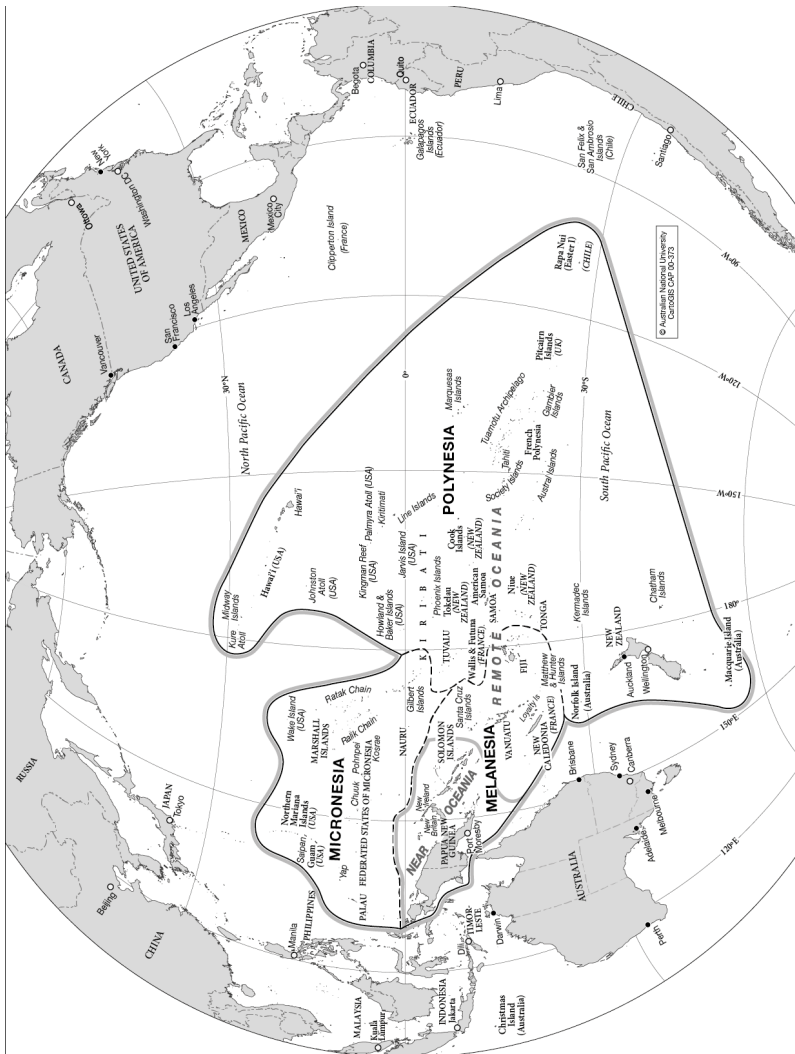 RUSSIA
CANADA
UNITED STATES
OF AMERICA
Ottawa
New
York
Washington DC
Vancouver
San
Francisco
Los
Angeles
MEXICO
Mexico
City
Beijing
CHINA
JAPAN
Tokyo
30°N
North Pacific Ocean
Midway
Islands
Kure
Atoll
Hawai'i (USA)
Hawai'i
Johnston
Atoll
(USA)
Clipperton Island
(France)
Wake Island
(USA)
MARSHALL
ISLANDS
Ratak Chain
Ralik Chain
Northern
Mariana
Islands
(USA)
Saipan,
Guam
(USA)
MICRONESIA
Yap
Chuuk
Pohnpei
Kosrae
PALAU
FEDERATED STATES OF MICRONESIA
Manila
PHILIPPINES
MALAYSIA
Kuala
Lumpur
Kingman Reef
(USA)
Palmyra Atoll (USA)
Kiritimati
Howland &
Baker Islands
(USA)
Jarvis Island
(USA)
Line Islands
0°
Begota
COLUMBIA
Quito
ECUADOR
Galapagos
Islands
(Ecuador)
NAURU
Gilbert
Islands
KIRIBATI
Phoenix Islands
TUVALU
Tokelau
(NEW
ZEALAND)
POLYNESIA
Marquesas
Islands
PERU
Lima
INDONESIA
Jakarta
Dili
TIMOR-
LESTE
NEAR OCEANIA
New
Ireland
New
Britain
PAPUA NEW
GUINEA
Port
Moresby
SOLOMON
ISLANDS
Santa Cruz
Islands
MELANESIA
Wallis & Futuna
(FRANCE)
American
Samoa
SAMOA
Cook
Islands
(NEW
ZEALAND)
REMOTE OCEANIA
Society Islands
Tahiti
Tuamotu Archipelago
French
Polynesia
Gambier
Islands
Austral Islands
Pitcairn
Islands
(UK)
Rapa Nui
(Easter I)
(CHILE)
San Felix &
San Ambrosio
Islands
(Chile)
CHILE
Santiago
Christmas
Island
(Australia)
Darwin
VANUATU
FIJI
Niue
(NEW
ZEALAND)
TONGA
Loyalty Is
NEW
CALEDONIA (FRANCE)
Matthew
& Hunter
Islands
Norfolk Island
(Australia)
Kermadec
Islands
30°S
South Pacific Ocean
AUSTRALIA
Brisbane
Sydney
Canberra
Adelaide
Melbourne
Perth
NEW
ZEALAND
Auckland
Wellington
Chatham
Islands
Macquarie Island
(Australia)
120°E
150°E
180°
150°W
120°W
90°W
© Australian National University
CartoGIS CAP 00-373